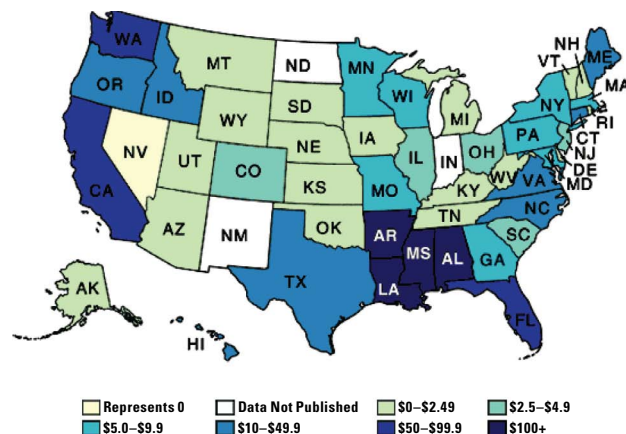 WA
MT
ND
MN
VT
NH
ME
MA
OR
ID
WY
SD
WI
MI
NY
RI
CT
NJ
DE
MD
PA
NV
UT
CO
NE
IA
IL
IN
OH
WV
VA
CA
KS
MO
KY
NC
AZ
NM
OK
AR
TN
SC
TX
MS
AL
GA
LA
FL
AK
HI
Represents 0
Data Not Published
$0–$2.49
$2.5–$4.9
$5.0–$9.9
$10–$49.9
$50–$99.9
$100+